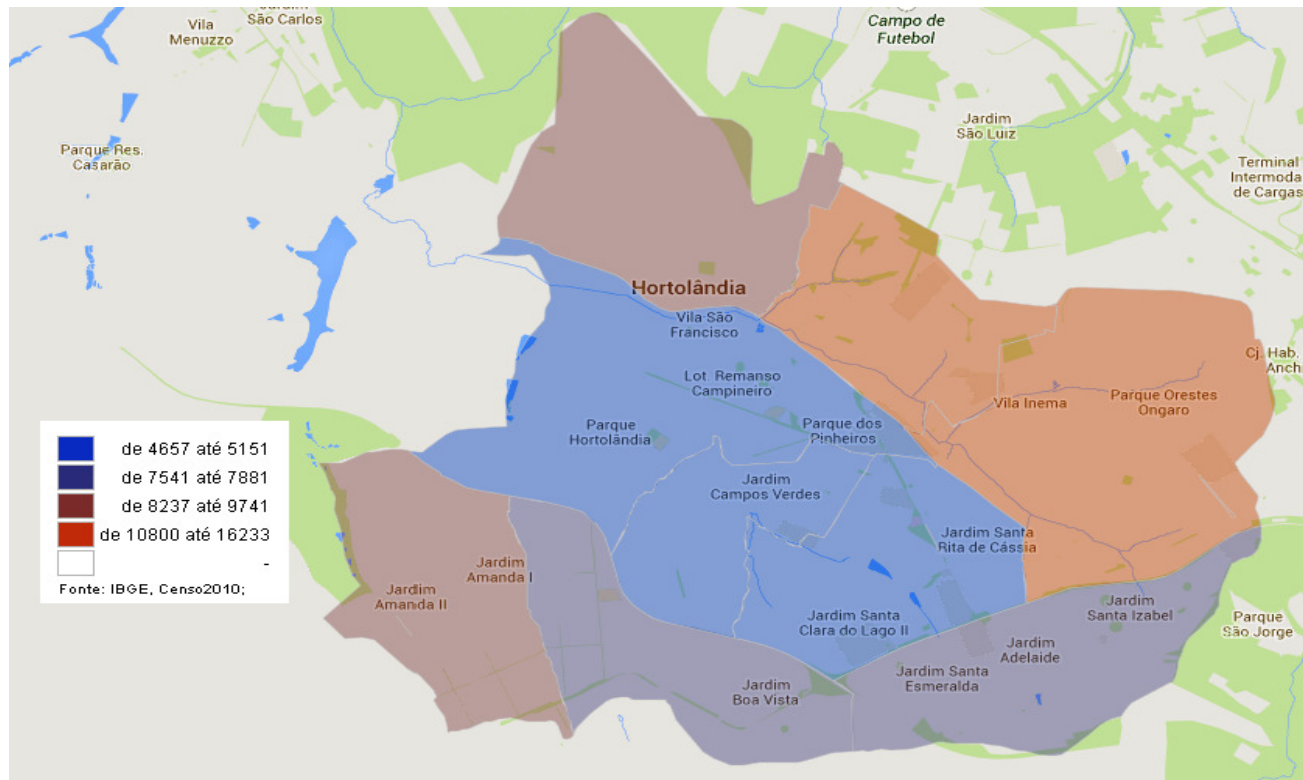 Jardim
São Carlos
Vila
Menuzzo
Campo de
Futebol
Parque Res.
Casarão
Jardim
São Luiz
Terminal
Intermoda
de Cargas
Hortolândia
Vila São
Francisco
Lot. Remanso
Campineiro
Parque
Hortolândia
Parque dos
Pinheiros
Vila Inema
Parque Orestes
Ongaro
Cj. Hab.
Anchi
Jardim
Campos Verdes
Jardim Santa
Rita de Cássia
Jardim
Amanda I
Jardim
Amanda II
Jardim Santa
Clara do Lago II
Jardim
Santa Izabel
Jardim
Adelaide
Parque
São Jorge
Jardim Santa
Esmeralda
Jardim
Boa Vista
de 4657 até 5151
de 7541 até 7881
de 8237 até 9741
de 10800 até 16233
-
Fonte: IBGE, Censo2010;